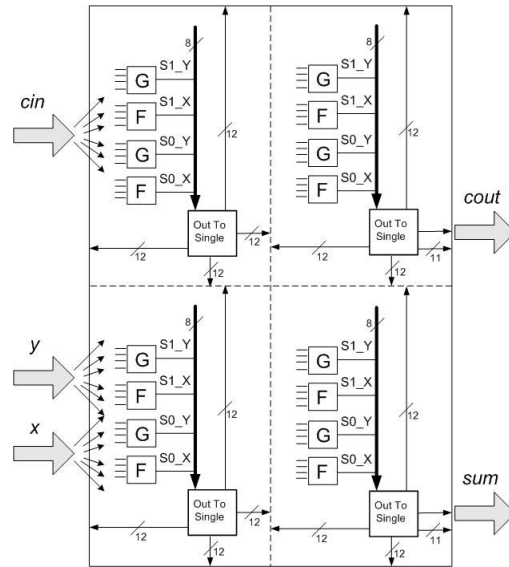 8
8
S1_Y
S1_Y
G
G
S1_X
S1_X
cin
F
F
12
12
S0_Y
S0_Y
G
G
S0_X
S0_X
F
F
Out To
Single
Out To
Single
cout
12
12
12
11
12
12
8
8
y
S1_Y
S1_Y
G
G
S1_X
S1_X
F
F
12
12
x
S0_Y
S0_Y
G
G
S0_X
S0_X
F
F
Out To
Single
Out To
Single
sum
12
12
12
11
12
12